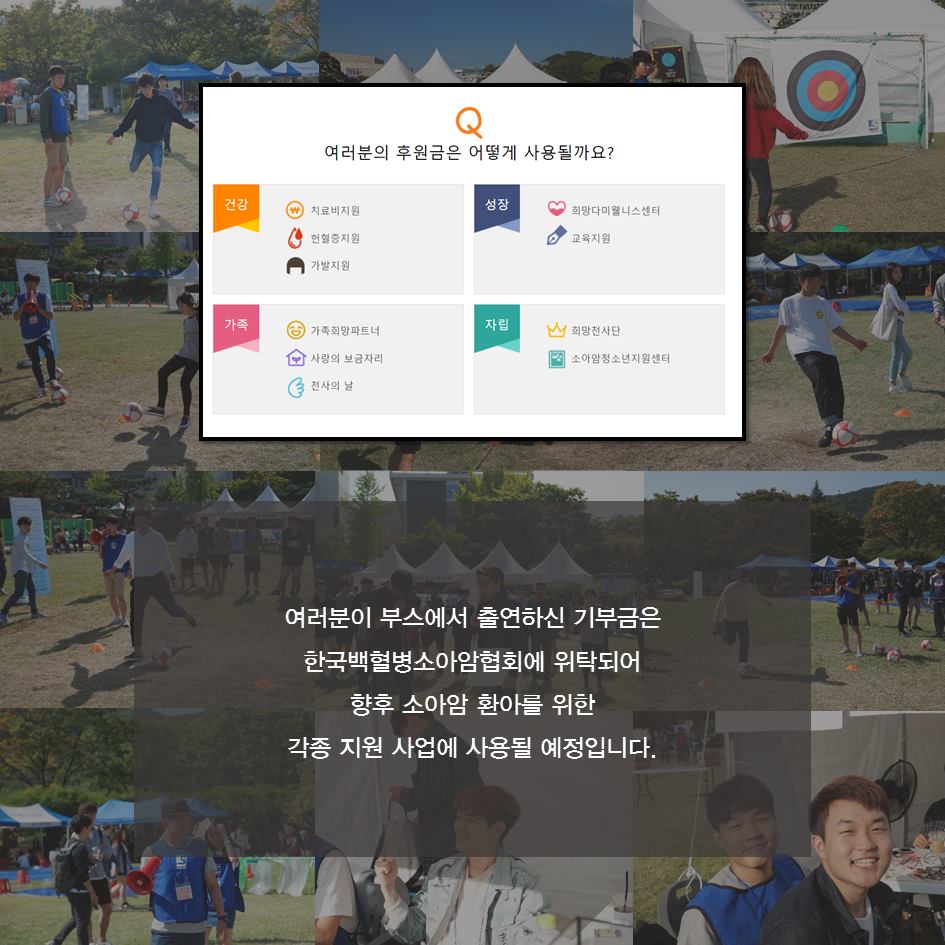 Q
여러분의 후원금은 어떻게 사용될까요?
건강
치료비지원
헌혈증지원
가발지원
성장
희망다미웰니스센터
교육지원
가족
가족희망파트너
사랑의 보금자리
천사의 날
자립
희망천사단
소아암청소년지원센터
여러분이 부스에서 출연하신 기부금은
한국백혈병소아암협회에 위탁되어
향후 소아암 환아를 위한
각종 지원 사업에 사용될 예정입니다.